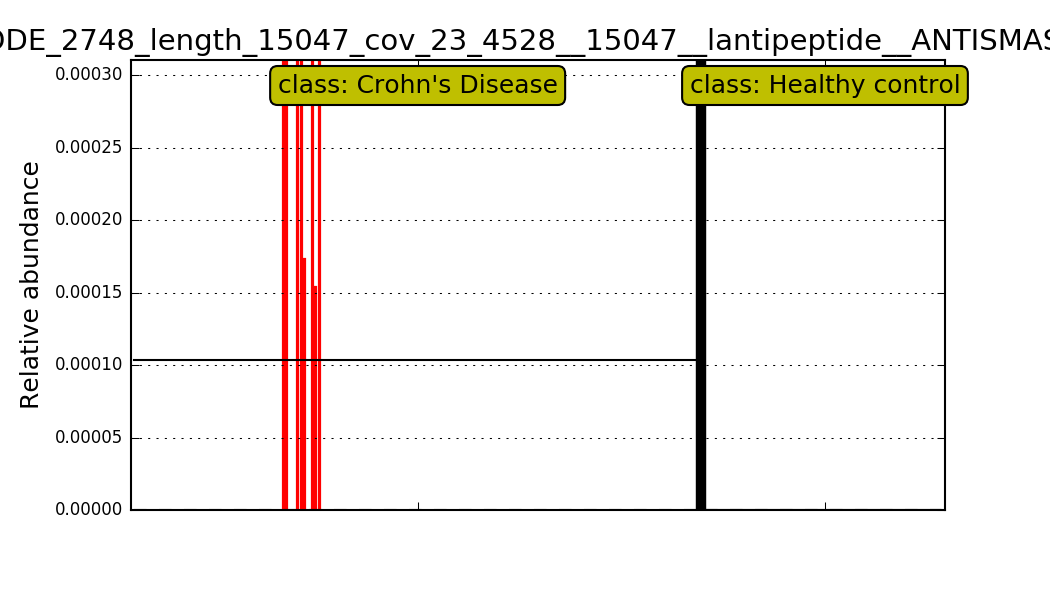 ODE_2748_length_15047_cov_23_4528__15047__lantipeptide__ANTISMAS
class: Crohn's Disease
class: Healthy control
Relative abundance
0.00030
0.00025
0.00020
0.00015
0.00010
0.00005
0.00000